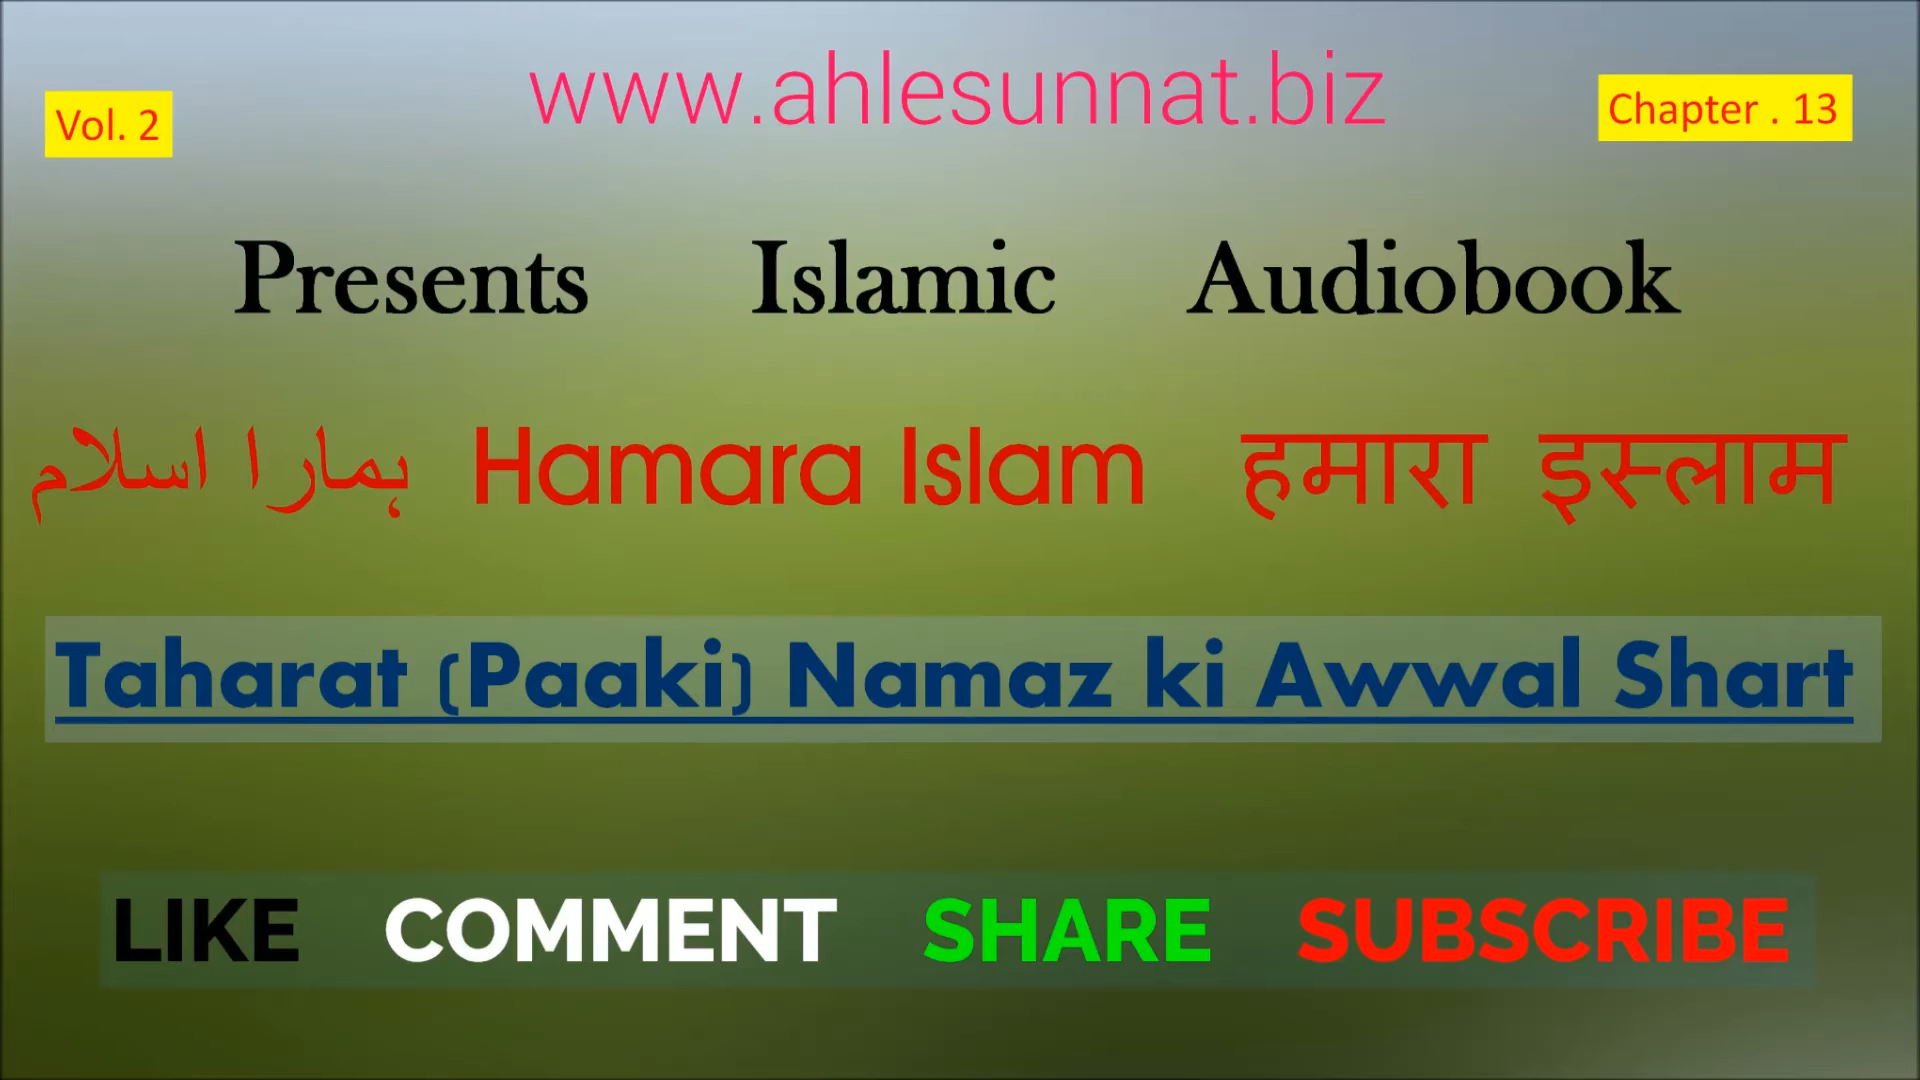 www.ahlesunnat.biz
Vol. 2
Chapter . 13
Presents Islamic Audiobook
ہمارا اسلام Hamara Islam हमारा इस्लाम
Taharat (Paaki) Namaz ki Awwal Shart
LIKE COMMENT SHARE SUBSCRIBE